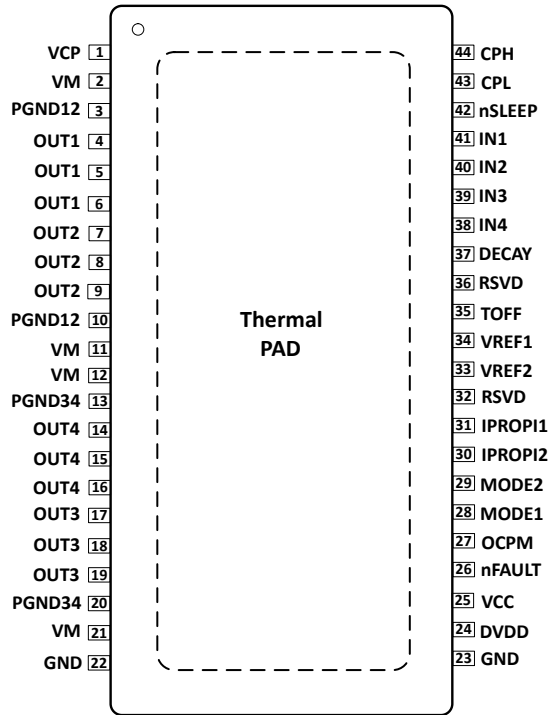 VCP 1
VM 2
PGND12 3
OUT1 4
OUT1 5
OUT1 6
OUT2 7
OUT2 8
OUT2 9
PGND12 10
VM 11
VM 12
PGND34 13
OUT4 14
OUT4 15
OUT4 16
OUT3 17
OUT3 18
OUT3 19
PGND34 20
VM 21
GND 22
Thermal
PAD
44 CPH
43 CPL
42 nSLEEP
41 IN1
40 IN2
39 IN3
38 IN4
37 DECAY
36 RSVD
35 TOFF
34 VREF1
33 VREF2
32 RSVD
31 IPROPI1
30 IPROPI2
29 MODE2
28 MODE1
27 OCPM
26 nFAULT
25 VCC
24 DVDD
23 GND